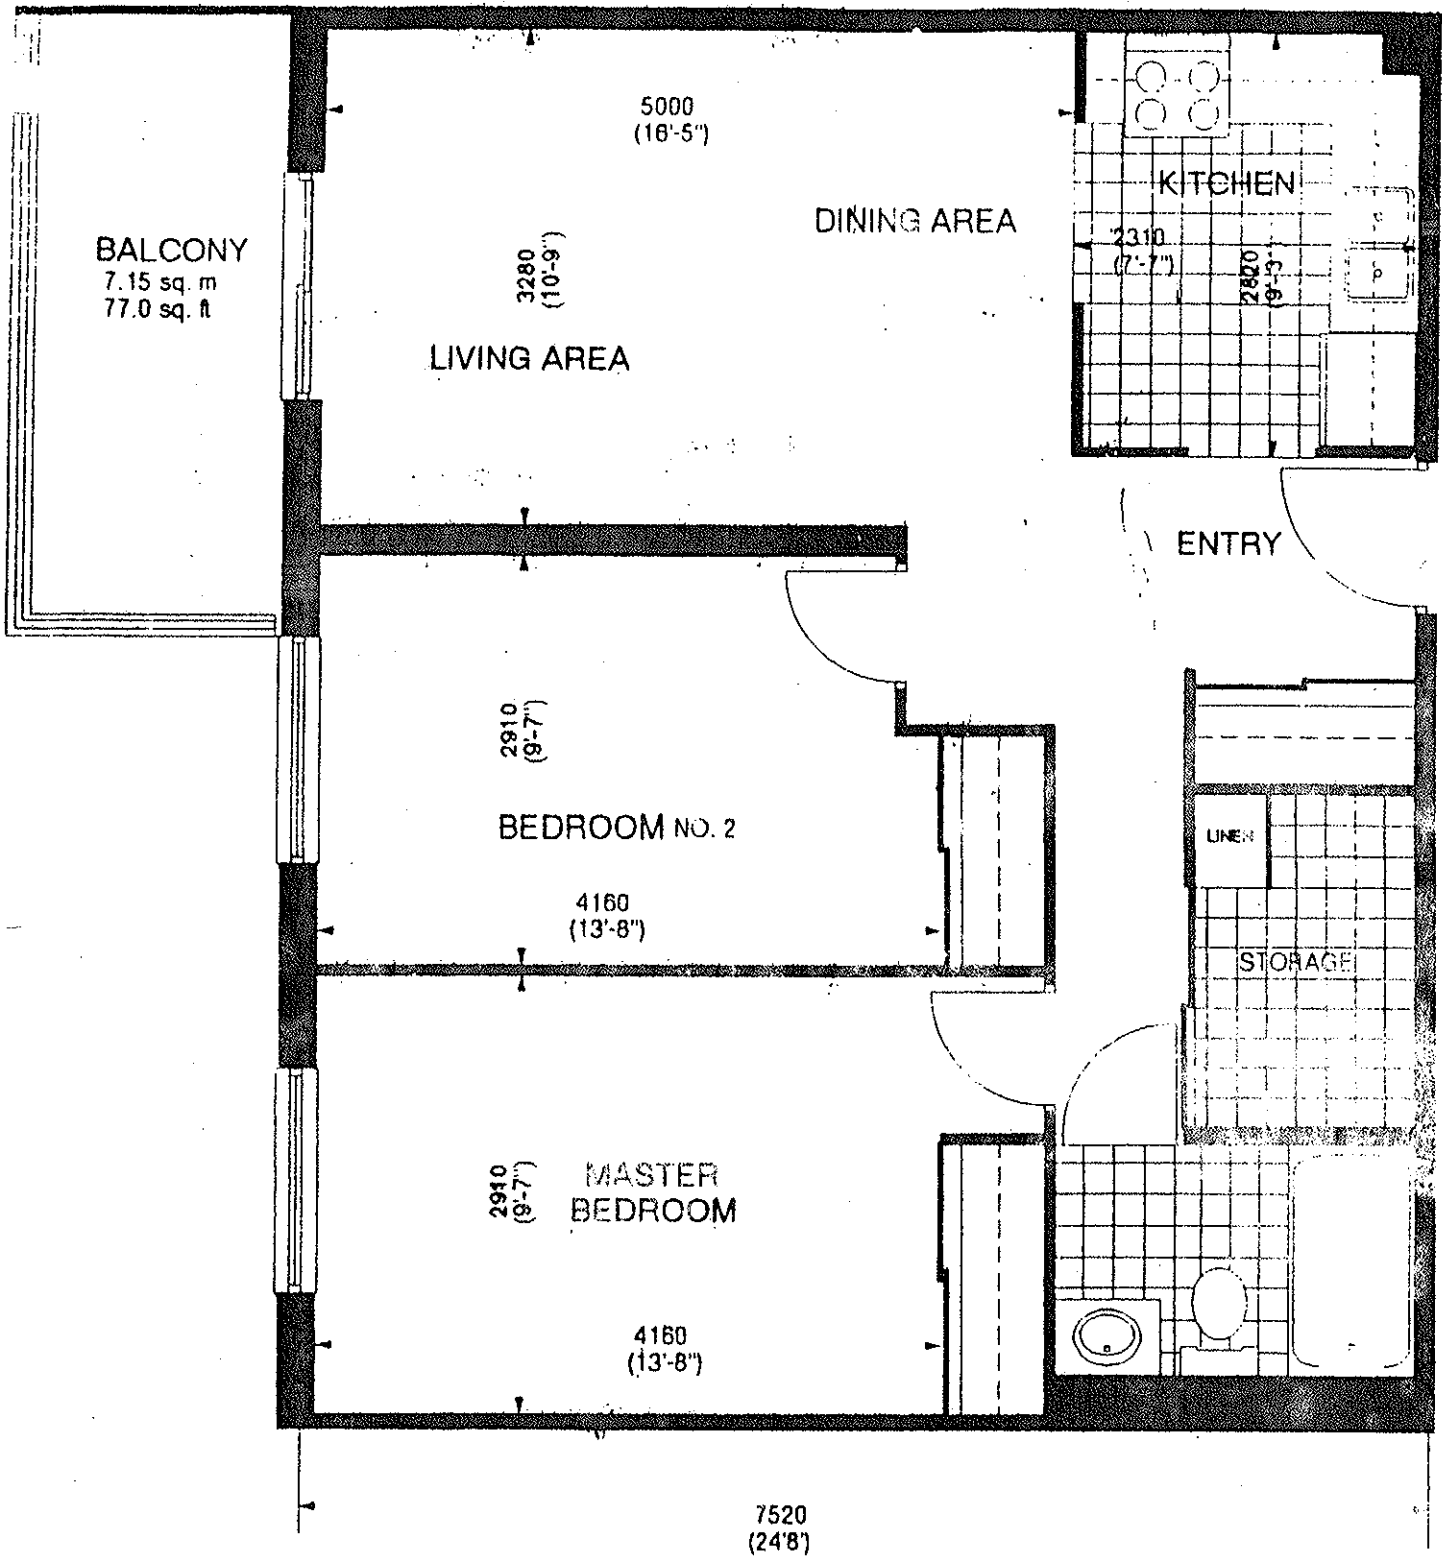 5000
(16'-5")
KITCHEN
DINING AREA
BALCONY
7.15 sq. m
77.0 sq. ft
3280
(10'-9")
2310
(7'-7")
2820
(9'-3")
LIVING AREA
ENTRY
2910
(9'-7")
BEDROOM NO. 2
LINEN
4160
(13'-8")
STORAGE
2910
(9'-7")
MASTER
BEDROOM
4160
(13'-8")
7520
(24'8')